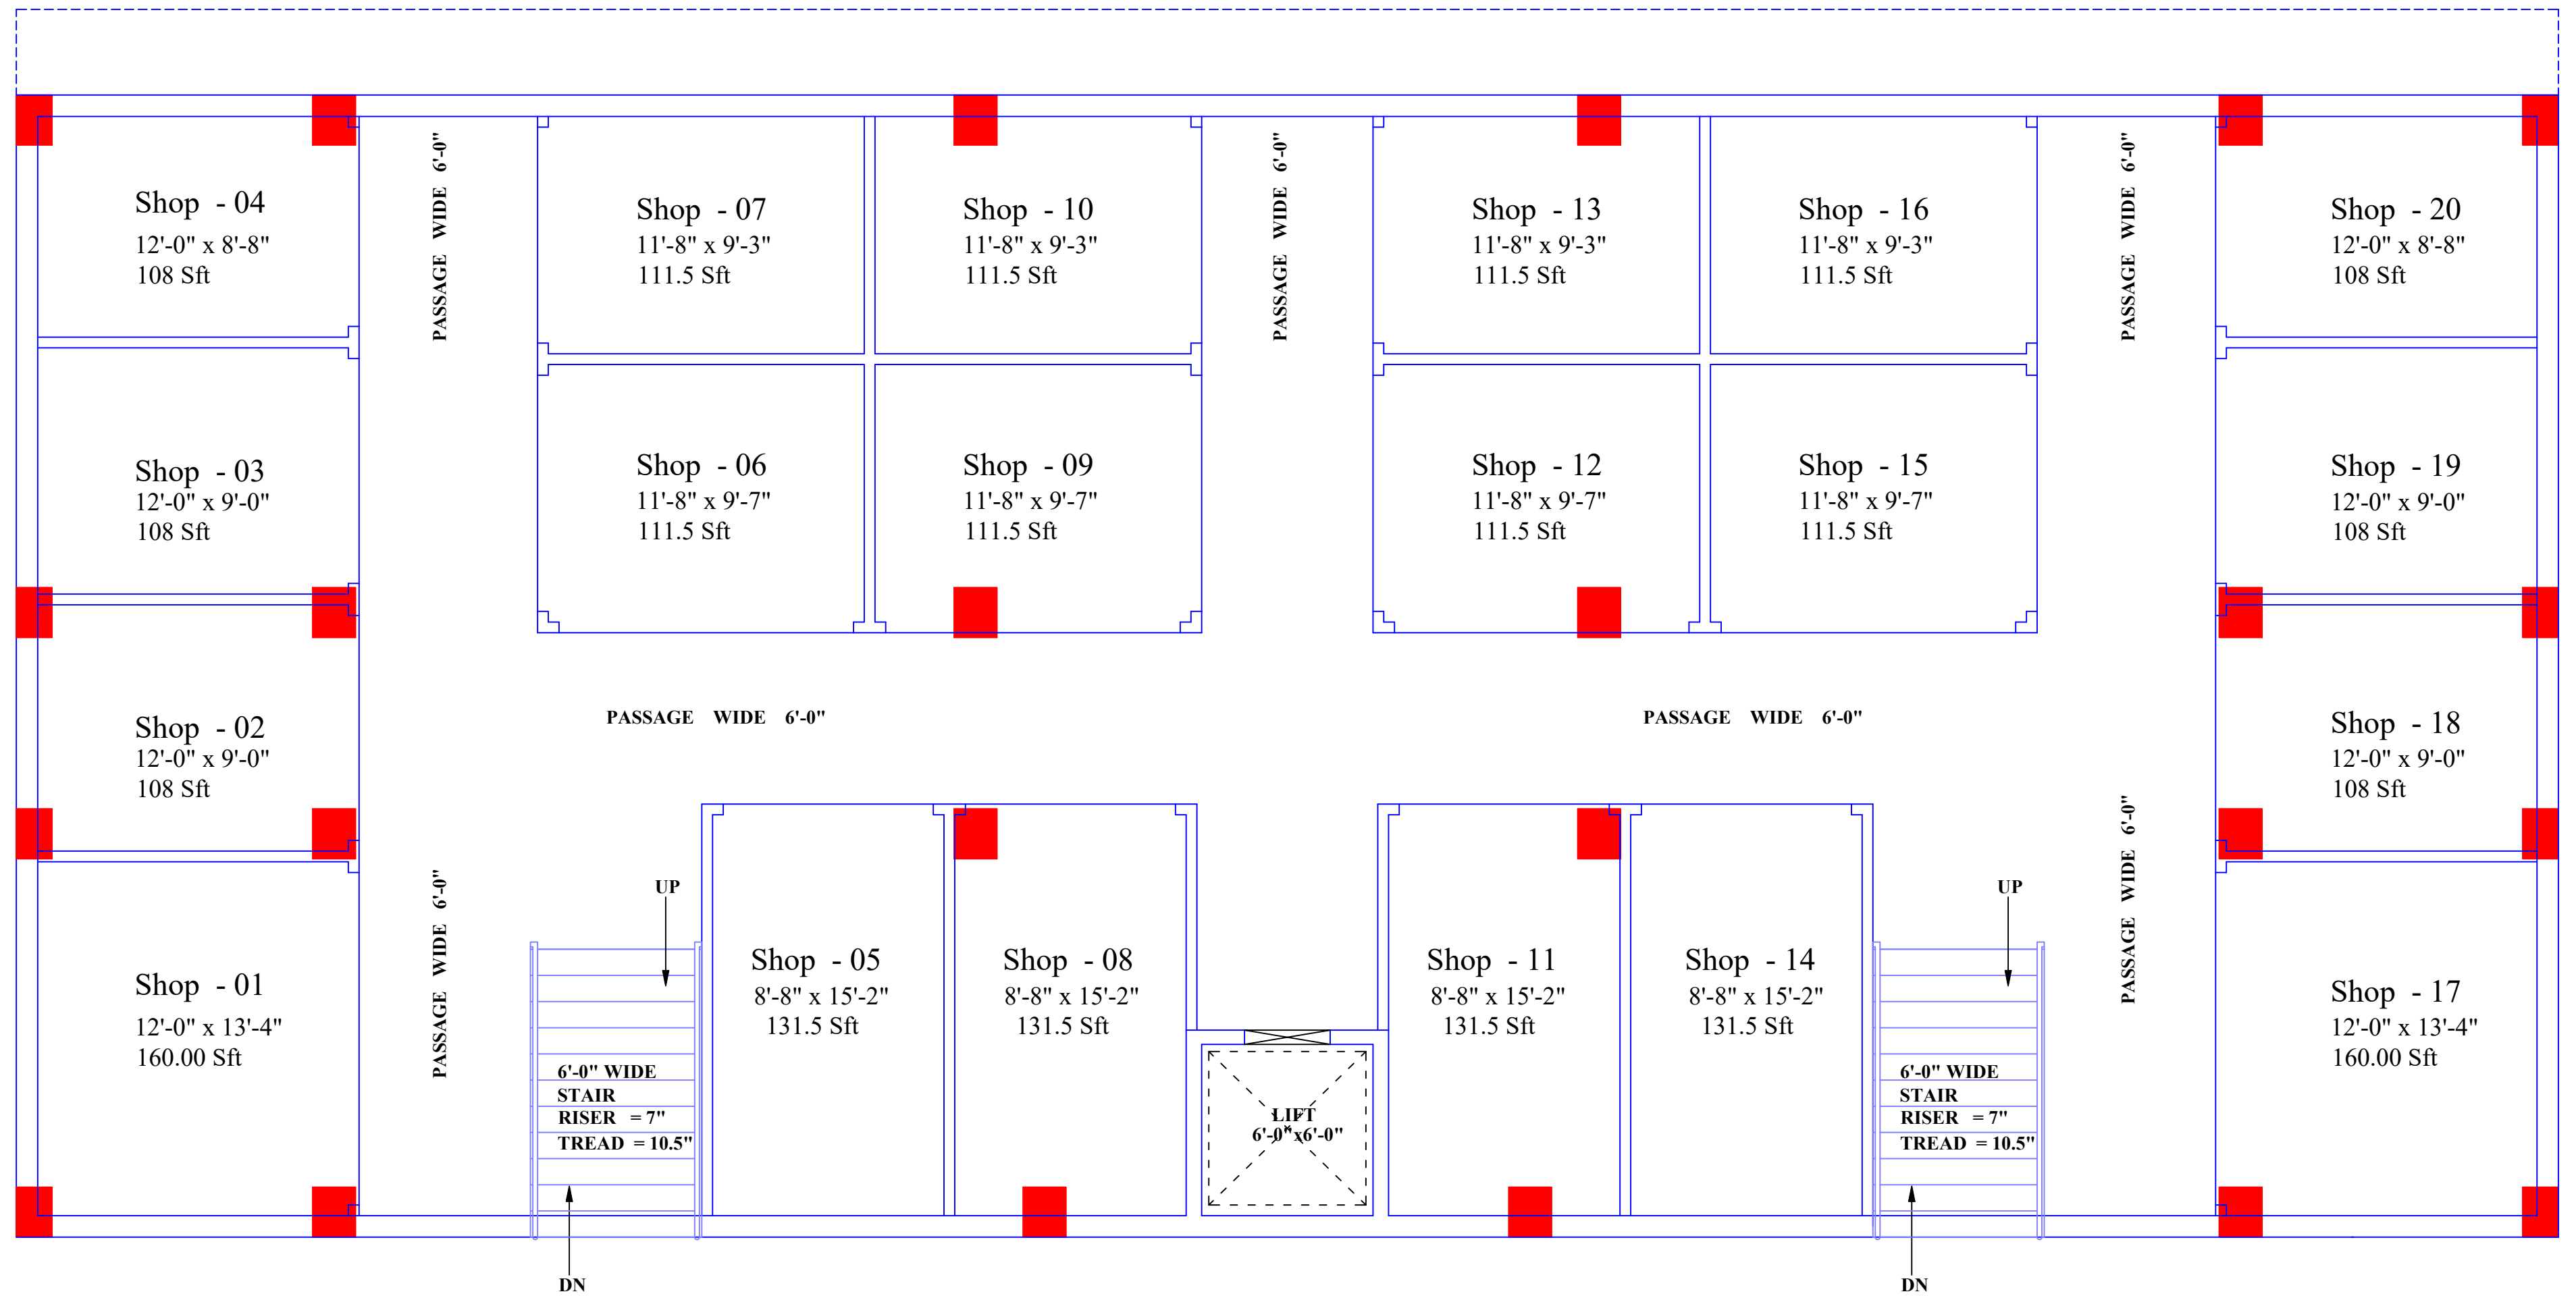 Shop - 04
12'-0" x 8'-8"
108 Sft
PASSAGE WIDE 6'-0"
Shop - 07
11'-8" x 9'-3"
111.5 Sft
Shop - 10
11'-8" x 9'-3"
111.5 Sft
PASSAGE WIDE 6'-0"
Shop - 13
11'-8" x 9'-3"
111.5 Sft
Shop - 16
11'-8" x 9'-3"
111.5 Sft
PASSAGE WIDE 6'-0"
Shop - 20
12'-0" x 8'-8"
108 Sft
Shop - 03
12'-0" x 9'-0"
108 Sft
Shop - 06
11'-8" x 9'-7"
111.5 Sft
Shop - 09
11'-8" x 9'-7"
111.5 Sft
Shop - 12
11'-8" x 9'-7"
111.5 Sft
Shop - 15
11'-8" x 9'-7"
111.5 Sft
Shop - 19
12'-0" x 9'-0"
108 Sft
Shop - 02
12'-0" x 9'-0"
108 Sft
PASSAGE WIDE 6'-0"
PASSAGE WIDE 6'-0"
Shop - 18
12'-0" x 9'-0"
108 Sft
Shop - 01
12'-0" x 13'-4"
160.00 Sft
PASSAGE WIDE 6'-0"
UP
6'-0" WIDE
STAIR
RISER = 7"
TREAD = 10.5"
DN
Shop - 05
8'-8" x 15'-2"
131.5 Sft
Shop - 08
8'-8" x 15'-2"
131.5 Sft
LIFT
6'-0"x6'-0"
Shop - 11
8'-8" x 15'-2"
131.5 Sft
Shop - 14
8'-8" x 15'-2"
131.5 Sft
UP
6'-0" WIDE
STAIR
RISER = 7"
TREAD = 10.5"
DN
PASSAGE WIDE 6'-0"
Shop - 17
12'-0" x 13'-4"
160.00 Sft